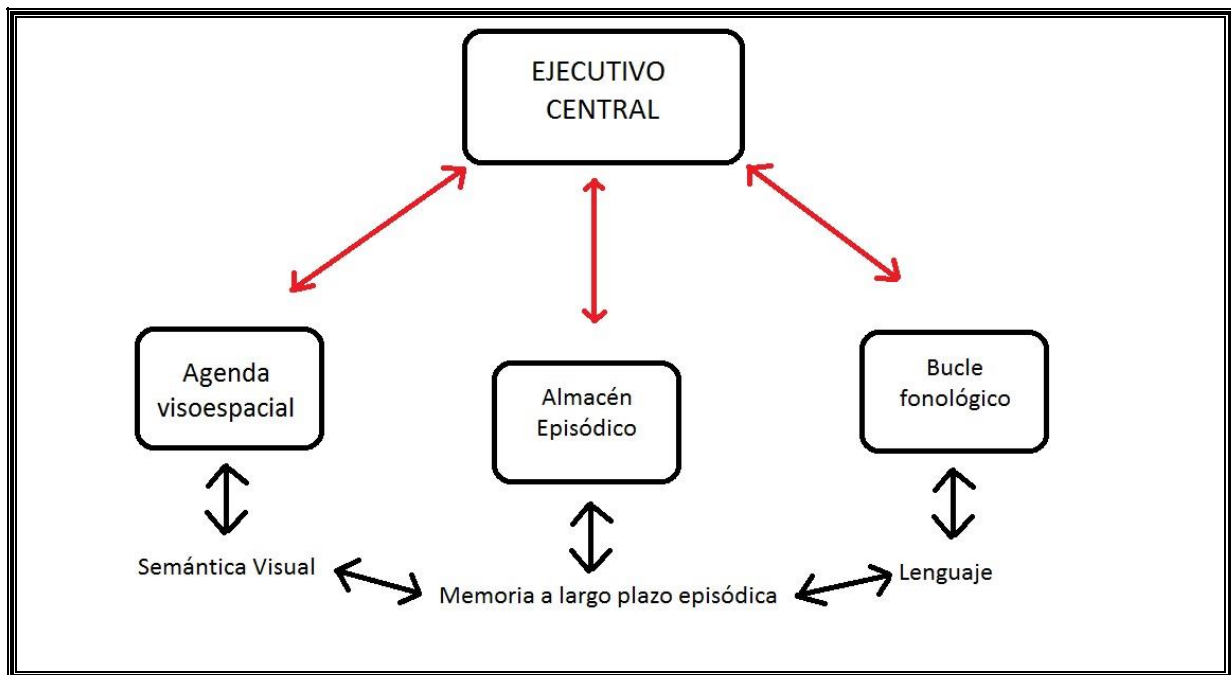 EJECUTIVO
CENTRAL
Agenda
visoespacial
Almacén
Episódico
Bucle
fonológico
Semántica Visual
Memoria a largo plazo episódica
Lenguaje